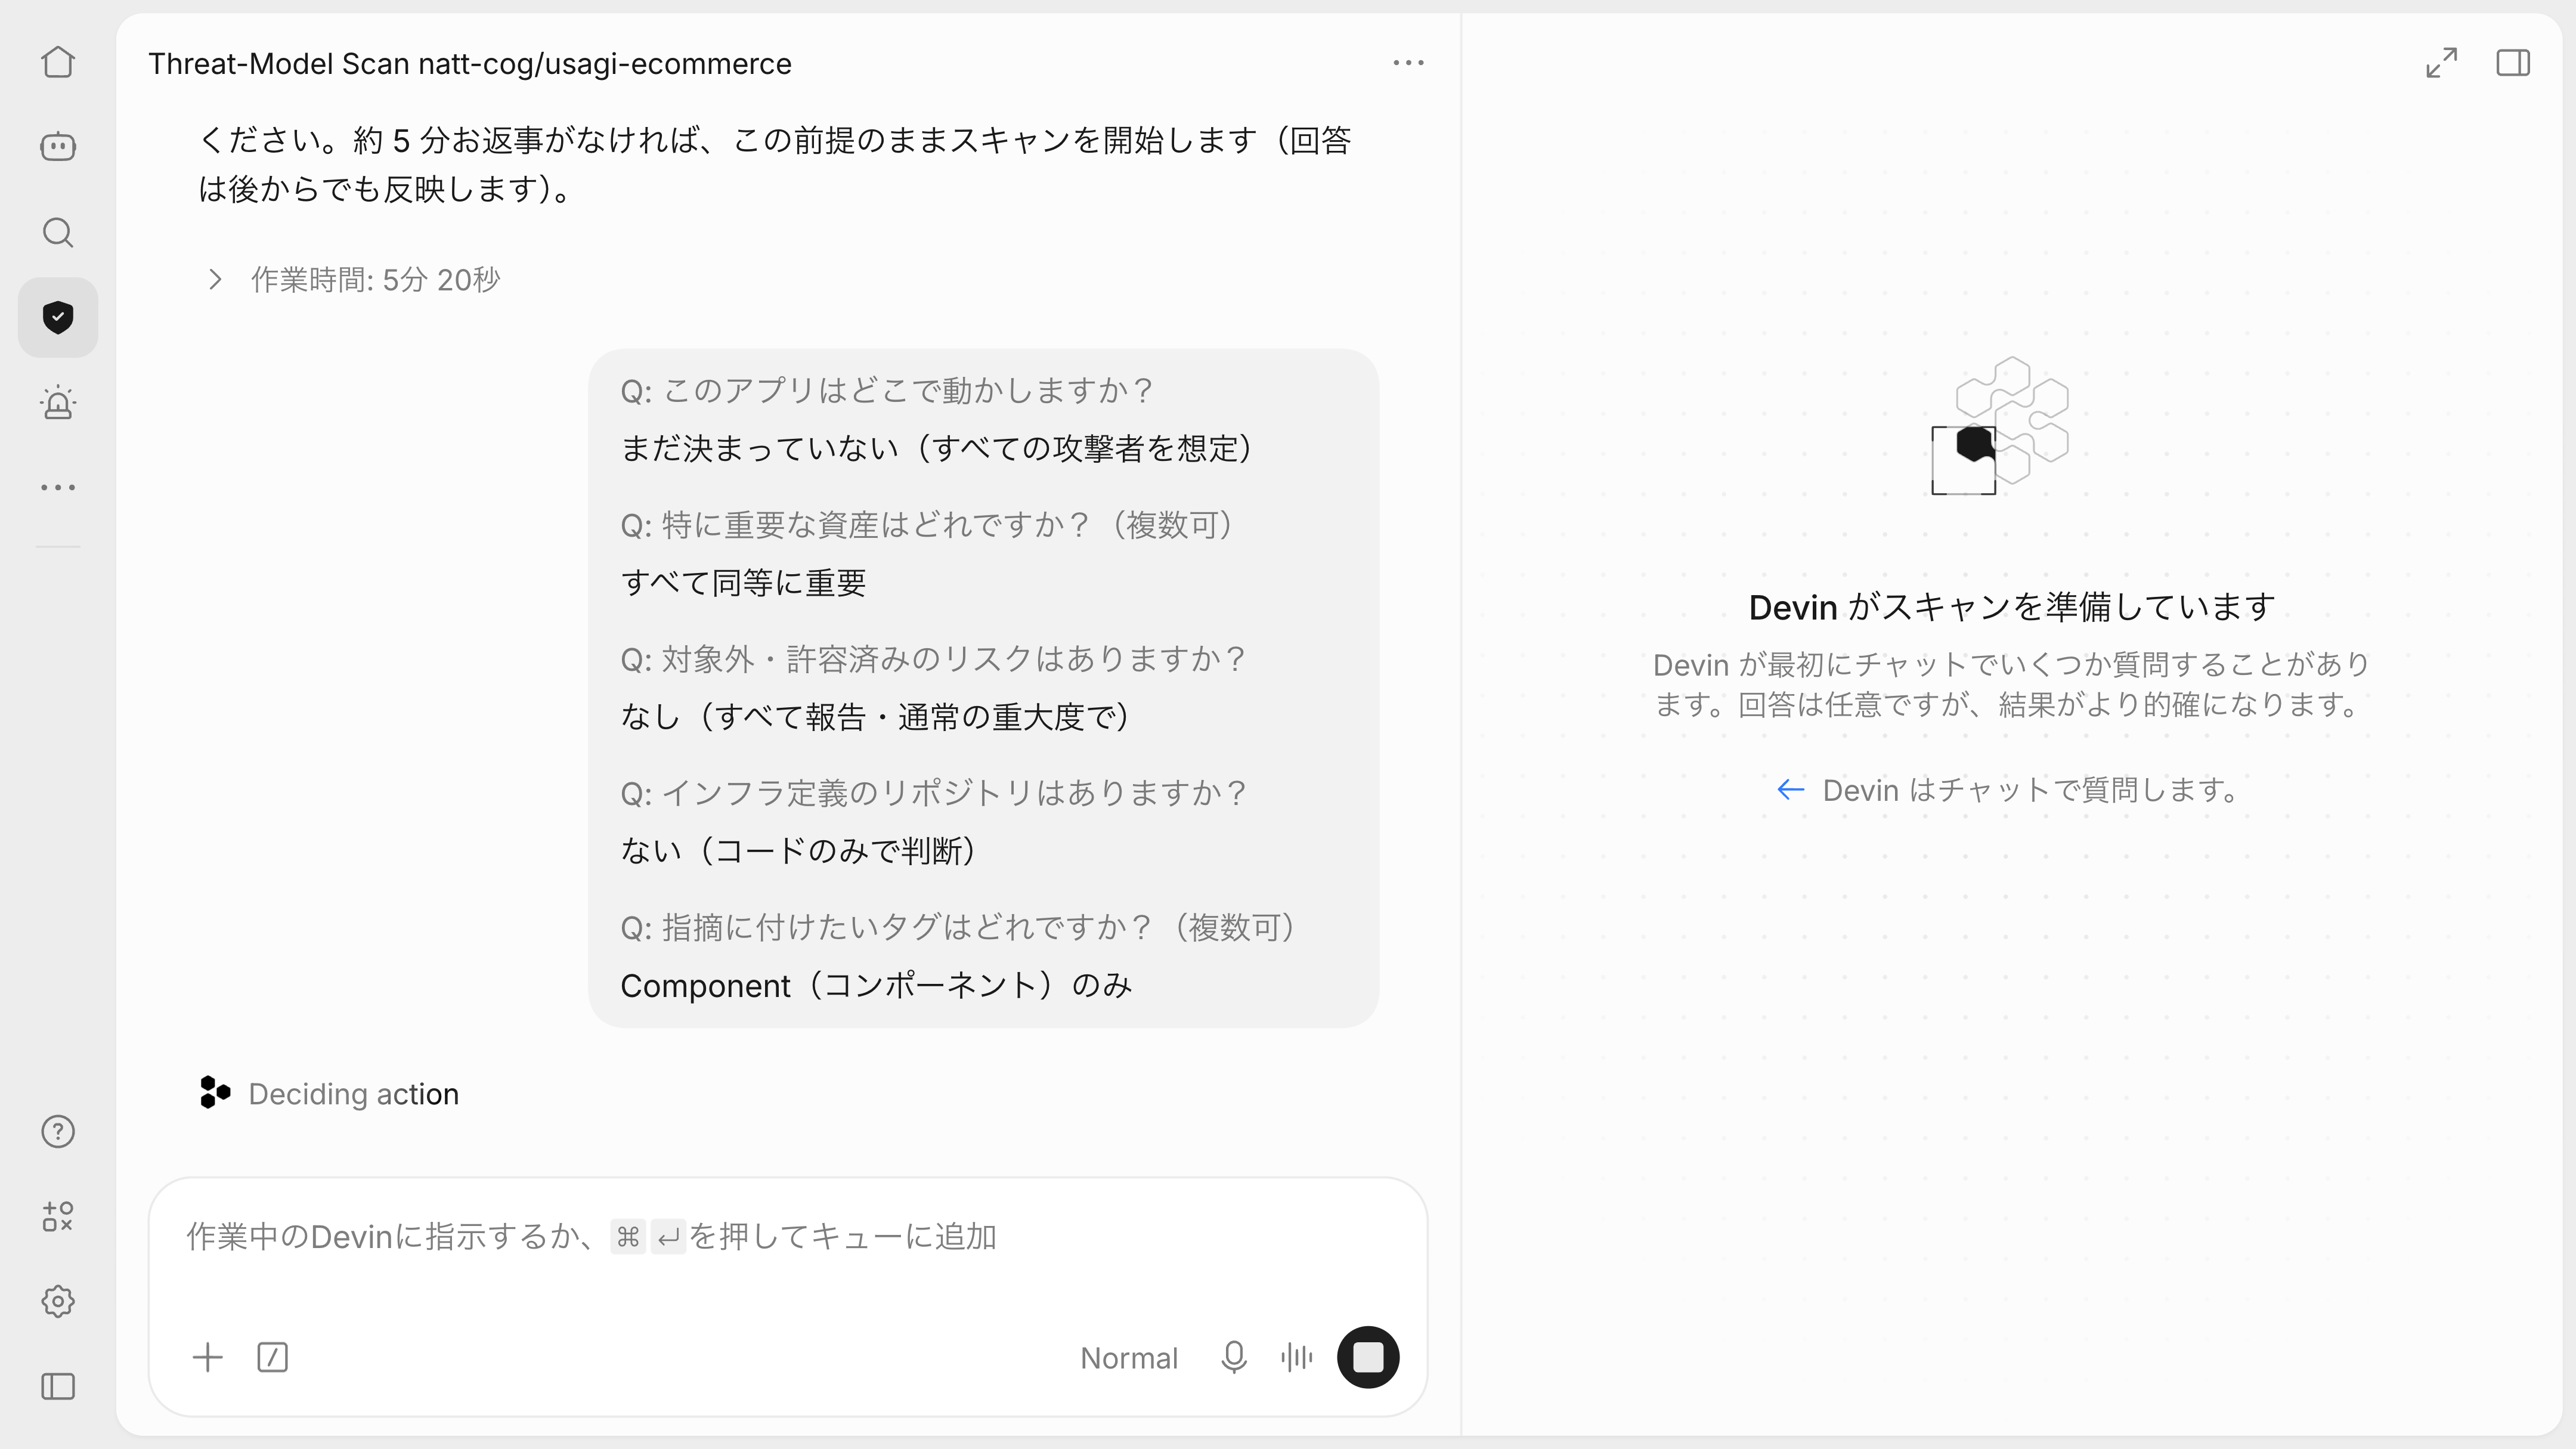 Threat-Model Scan natt-cog/usagi-ecommerce
ください。約 5 分お返事がなければ、この前提のままスキャンを開始します（回答
は後からでも反映します）。
作業時間: 5分 20秒
Q: このアプリはどこで動かしますか？
まだ決まっていない（すべての攻撃者を想定）
Q: 特に重要な資産はどれですか？（複数可）
すべて同等に重要
Q: 対象外・許容済みのリスクはありますか？
なし（すべて報告・通常の重大度で）
Q: インフラ定義のリポジトリはありますか？
ない（コードのみで判断）
Q: 指摘に付けたいタグはどれですか？（複数可）
Component（コンポーネント）のみ
Deciding action
作業中のDevinに指示するか、⌘ ↵ を押してキューに追加
Normal
Devin がスキャンを準備しています
Devin が最初にチャットでいくつか質問することがあり
ます。回答は任意ですが、結果がより的確になります。
← Devin はチャットで質問します。